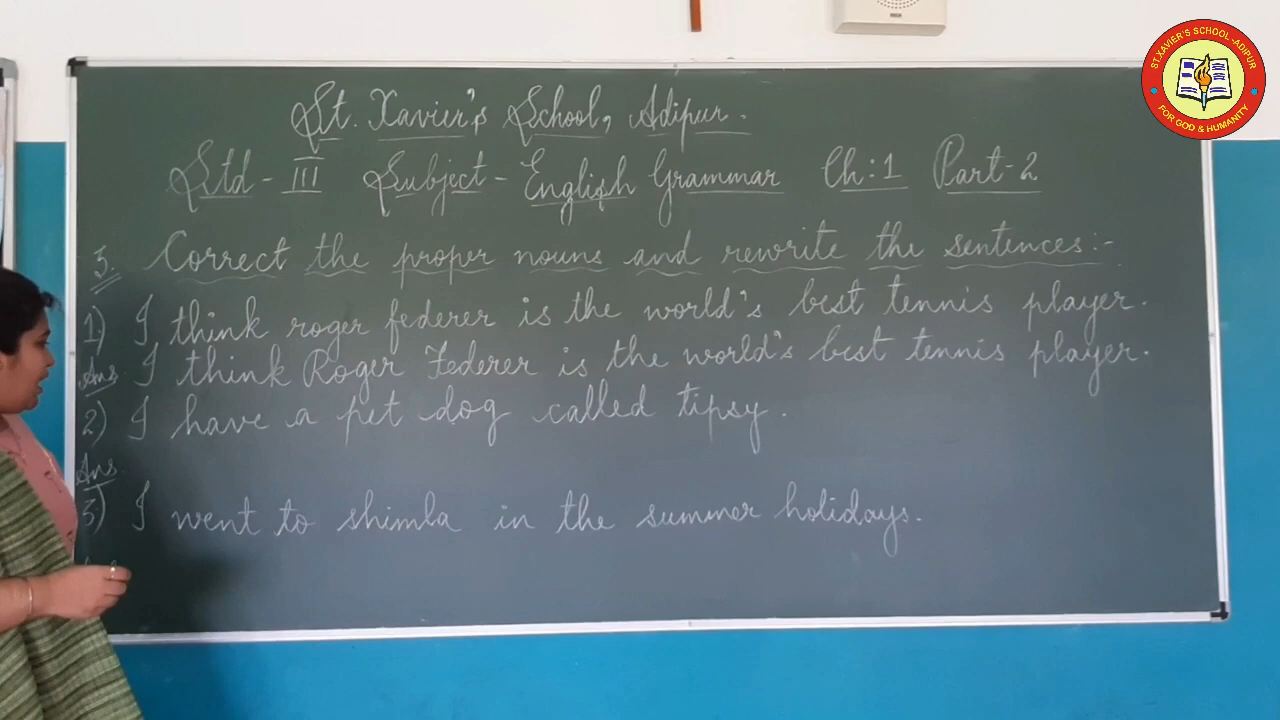 St. Xavier's School, Adipur.
Std - III Subject - English Grammar Ch:1 Part-2
3. Correct the proper nouns and rewrite the sentences:-
1) I think roger federer is the world's best tennis player.
Ans I think Roger Federer is the world's best tennis player.
2) I have a pet dog called tipsy.
Ans
3) I went to shimla in the summer holidays.
ST.XAVIER'S SCHOOL-ADIPUR
FOR GOD & HUMANITY